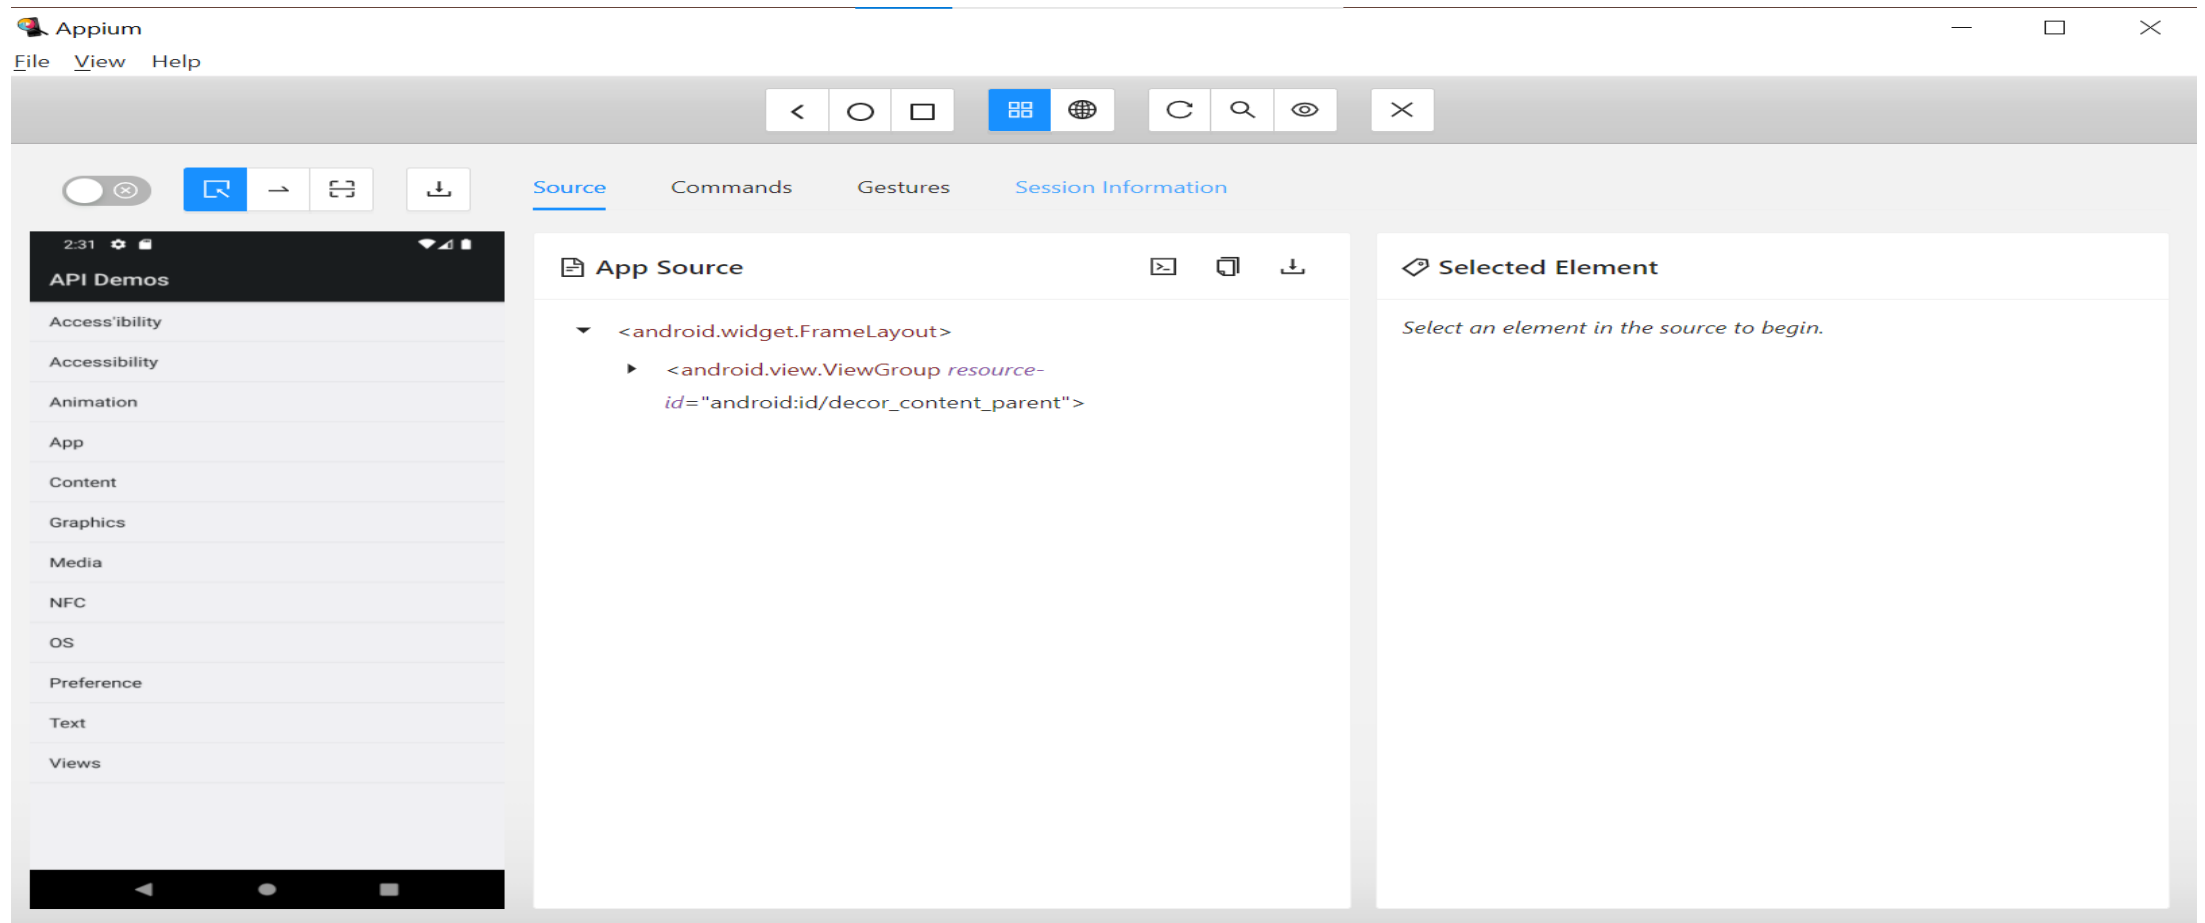 Appium
File View Help
Source Commands Gestures Session Information
2:31
API Demos
Access'ibility
Accessibility
Animation
App
Content
Graphics
Media
NFC
OS
Preference
Text
Views
App Source
<android.widget.FrameLayout>
<android.view.ViewGroup resource-
id="android:id/decor_content_parent">
Selected Element
Select an element in the source to begin.